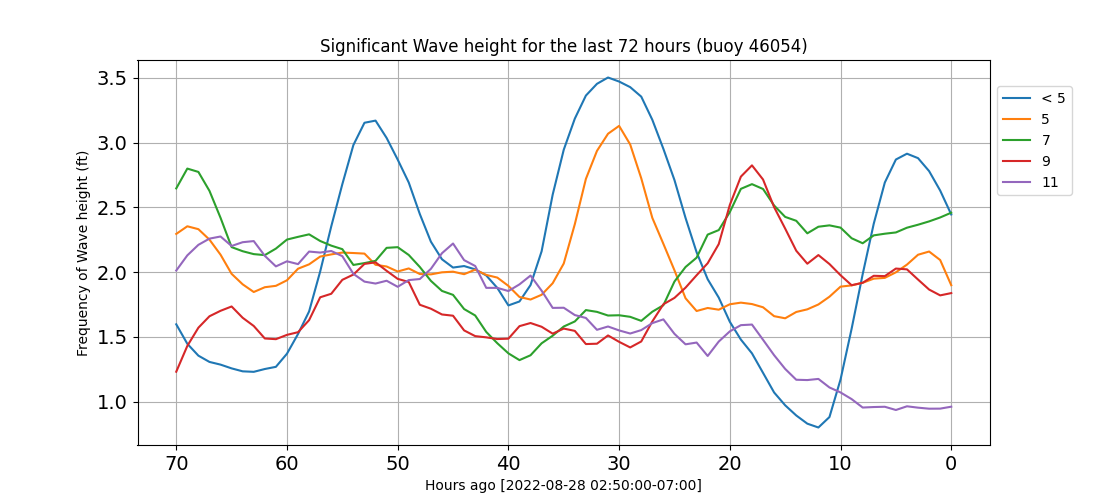 Significant Wave height for the last 72 hours (buoy 46054)
Frequency of Wave height (ft)
3.5
3.0
2.5
2.0
1.5
1.0
70 60 50 40 30 20 10 0
Hours ago [2022-08-28 02:50:00-07:00]
< 5
5
7
9
11